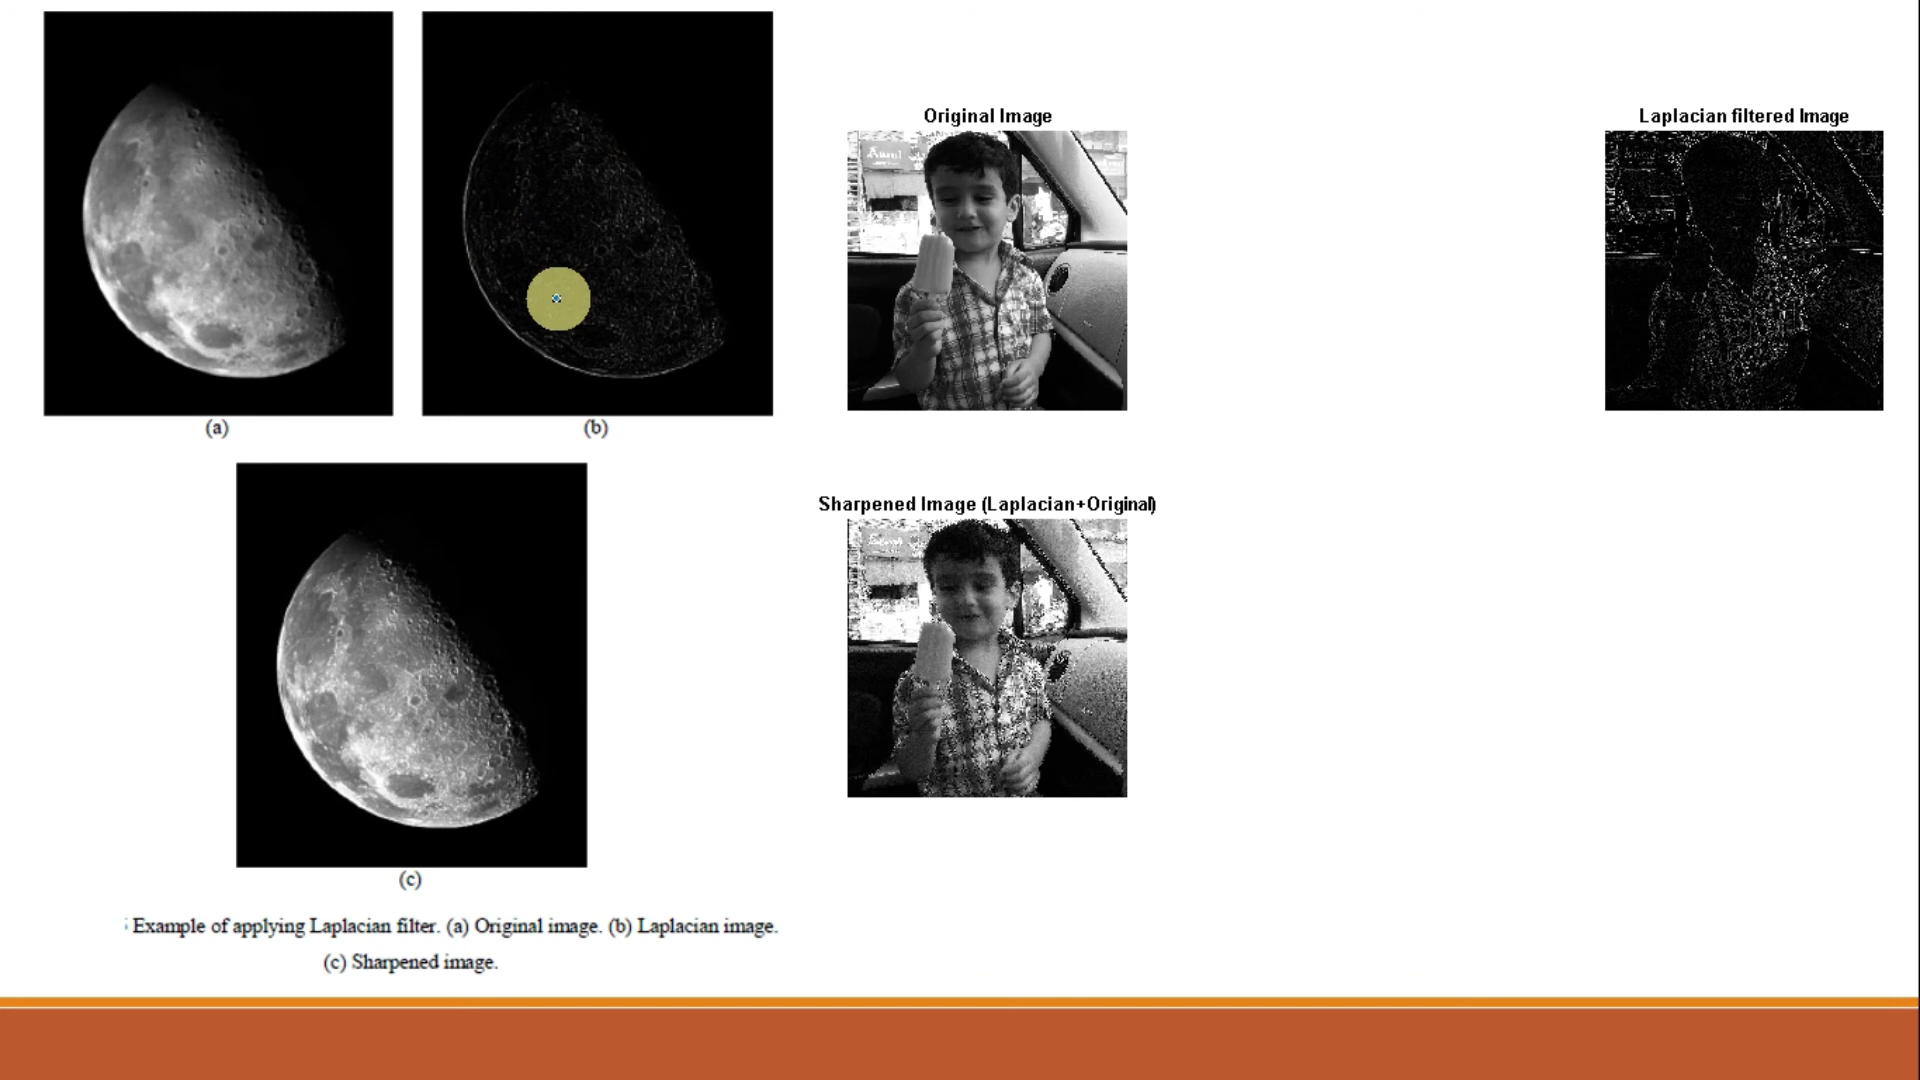 (a)
(b)
(c)
Example of applying Laplacian filter. (a) Original image. (b) Laplacian image.
(c) Sharpened image.
Original Image
Laplacian filtered Image
Sharpened Image (Laplacian+Original)